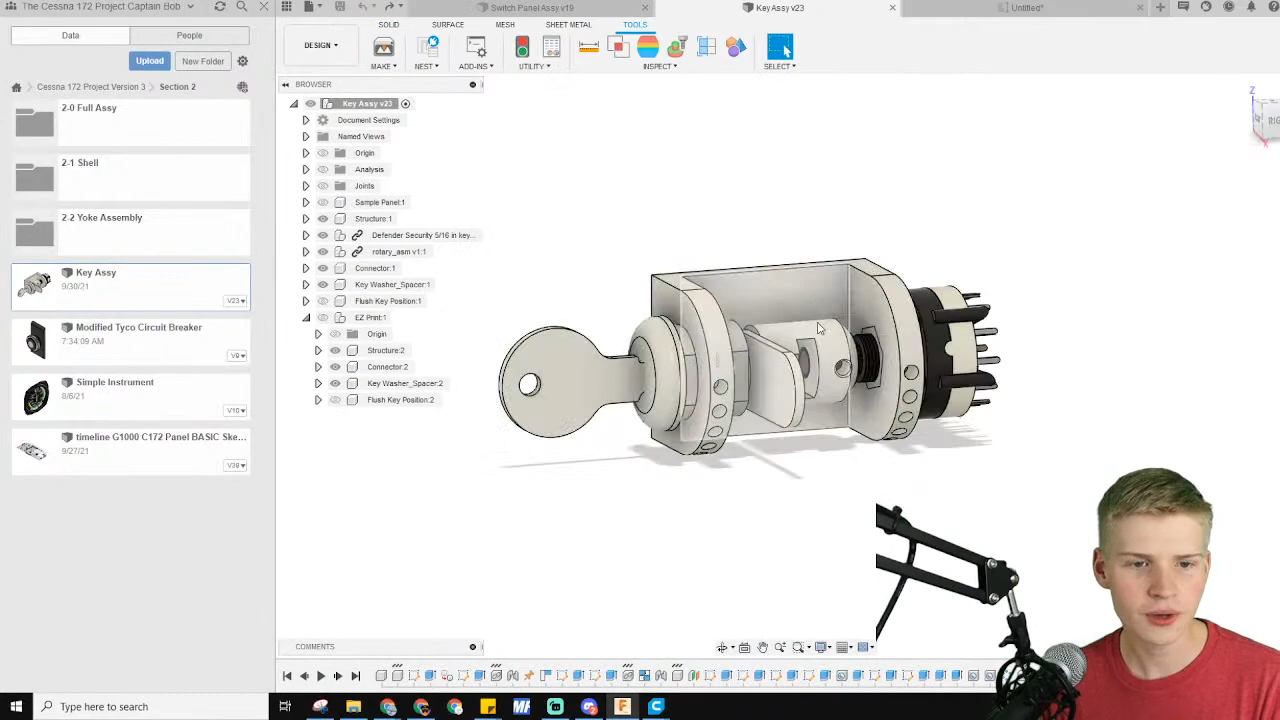 The Cessna 172 Project Captain Bob
Data
People
Upload
New Folder
Cessna 172 Project Version 3 > Section 2
2-0 Full Assy
2-1 Shell
2-2 Yoke Assembly
Key Assy
9/30/21
V23
Modified Tyco Circuit Breaker
7:34:09 AM
V9
Simple Instrument
8/6/21
V10
timeline G1000 C172 Panel BASIC Ske...
9/27/21
V38
Switch Panel Assy v19
Key Assy v23
Untitled*
DESIGN
SOLID
SURFACE
MESH
SHEET METAL
TOOLS
MAKE
NEST
ADD-INS
UTILITY
INSPECT
SELECT
BROWSER
Key Assy v23
Document Settings
Named Views
Origin
Analysis
Joints
Sample Panel:1
Structure:1
Defender Security 5/16 in key...
rotary_asm v1:1
Connector:1
Key Washer_Spacer:1
Flush Key Position:1
EZ Print:1
Origin
Structure:2
Connector:2
Key Washer_Spacer:2
Flush Key Position:2
Z
X
COMMENTS
Type here to search